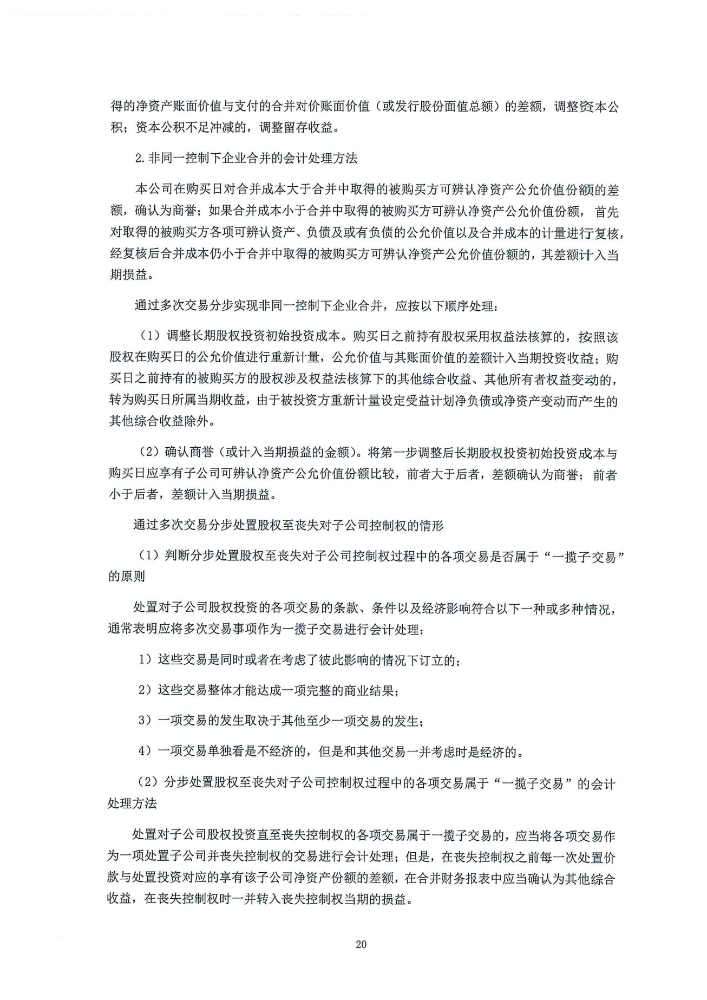 得的净资产账面价值与支付的合并对价账面价值（或发行股份面值总额）的差额，调整资本公
积；资本公积不足冲减的，调整留存收益。
2.非同一控制下企业合并的会计处理方法
本公司在购买日对合并成本大于合并中取得的被购买方可辨认净资产公允价值份额的差
额，确认为商誉；如果合并成本小于合并中取得的被购买方可辨认净资产公允价值份额， 首先
对取得的被购买方各项可辨认资产、负债及或有负债的公允价值以及合并成本的计量进行复核，
经复核后合并成本仍小于合并中取得的被购买方可辨认净资产公允价值份额的，其差额计入当
期损益。
通过多次交易分步实现非同一控制下企业合并，应按以下顺序处理：
（1）调整长期股权投资初始投资成本。购买日之前持有股权采用权益法核算的，按照该
股权在购买日的公允价值进行重新计量，公允价值与其账面价值的差额计入当期投资收益；购
买日之前持有的被购买方的股权涉及权益法核算下的其他综合收益、其他所有者权益变动的，
转为购买日所属当期收益，由于被投资方重新计量设定受益计划净负债或净资产变动而产生的
其他综合收益除外。
（2）确认商誉（或计入当期损益的金额）。将第一步调整后长期股权投资初始投资成本与
购买日应享有子公司可辨认净资产公允价值份额比较，前者大于后者，差额确认为商誉；前者
小于后者，差额计入当期损益。
通过多次交易分步处置股权至丧失对子公司控制权的情形
（1）判断分步处置股权至丧失对子公司控制权过程中的各项交易是否属于“一揽子交易”
的原则
处置对子公司股权投资的各项交易的条款、条件以及经济影响符合以下一种或多种情况，
通常表明应将多次交易事项作为一揽子交易进行会计处理：
1）这些交易是同时或者在考虑了彼此影响的情况下订立的；
2）这些交易整体才能达成一项完整的商业结果；
3）一项交易的发生取决于其他至少一项交易的发生；
4）一项交易单独看是不经济的，但是和其他交易一并考虑时是经济的。
（2）分步处置股权至丧失对子公司控制权过程中的各项交易属于“一揽子交易”的会计
处理方法
处置对子公司股权投资直至丧失控制权的各项交易属于一揽子交易的，应当将各项交易作
为一项处置子公司并丧失控制权的交易进行会计处理；但是，在丧失控制权之前每一次处置价
款与处置投资对应的享有该子公司净资产份额的差额，在合并财务报表中应当确认为其他综合
收益，在丧失控制权时一并转入丧失控制权当期的损益。
20